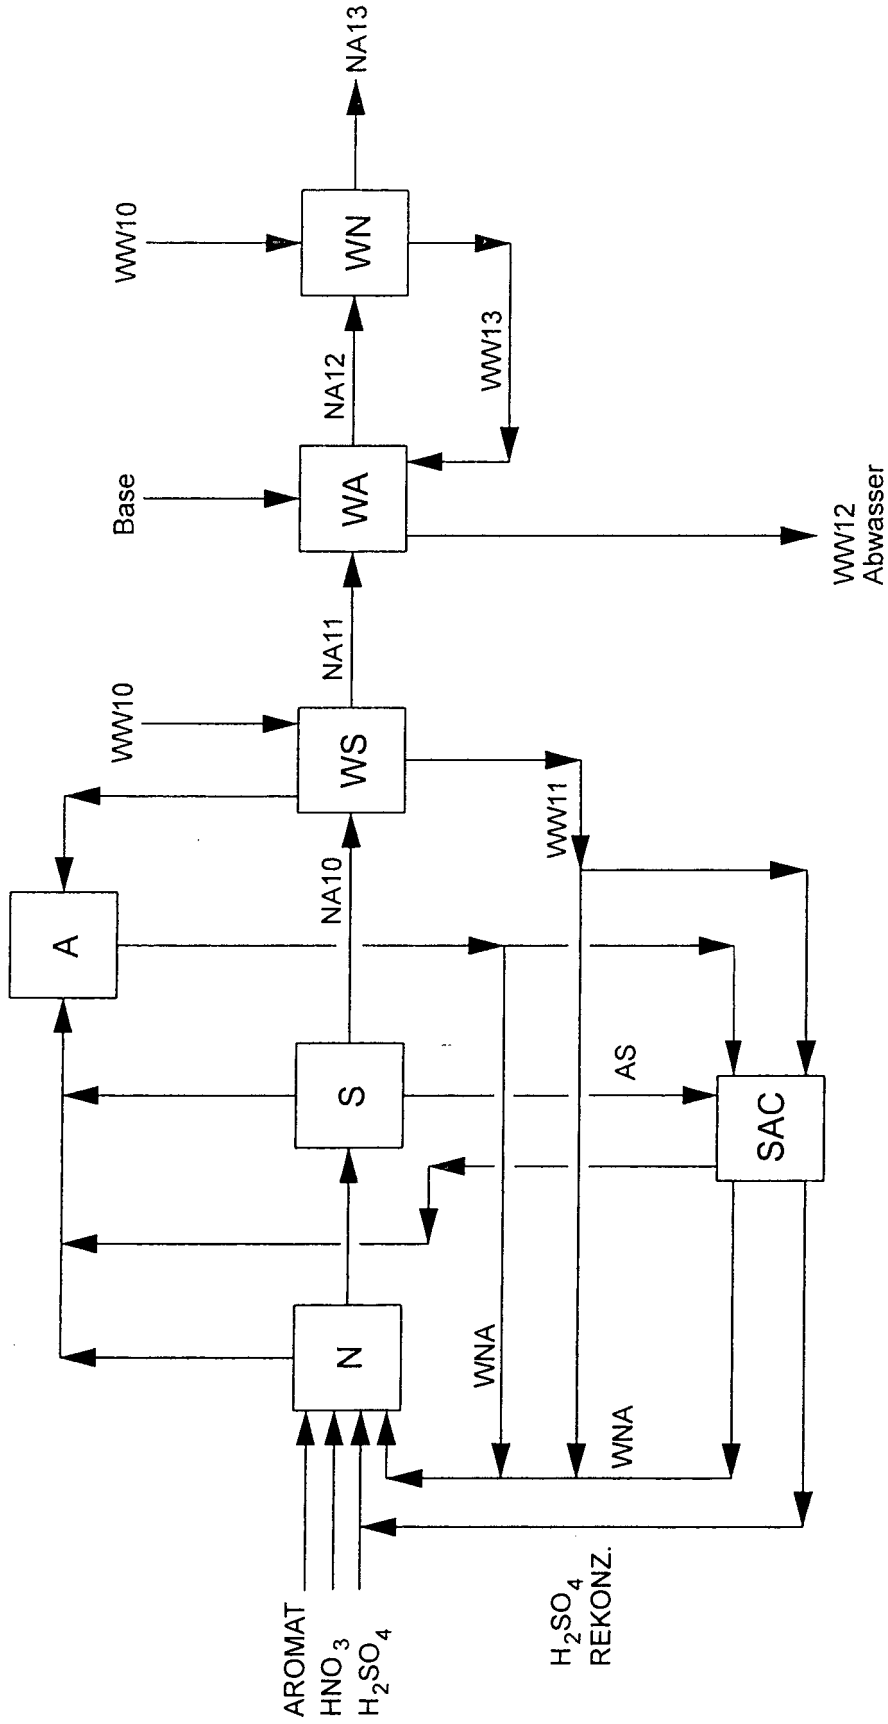 AROMAT
HNO3
H2SO4
H2SO4
REKONZ.
N
WNA
WNA
S
AS
SAC
A
NA10
WW10
WS
WW11
NA11
Base
WA
WW12
Abwasser
NA12
WW13
WW10
WN
NA13